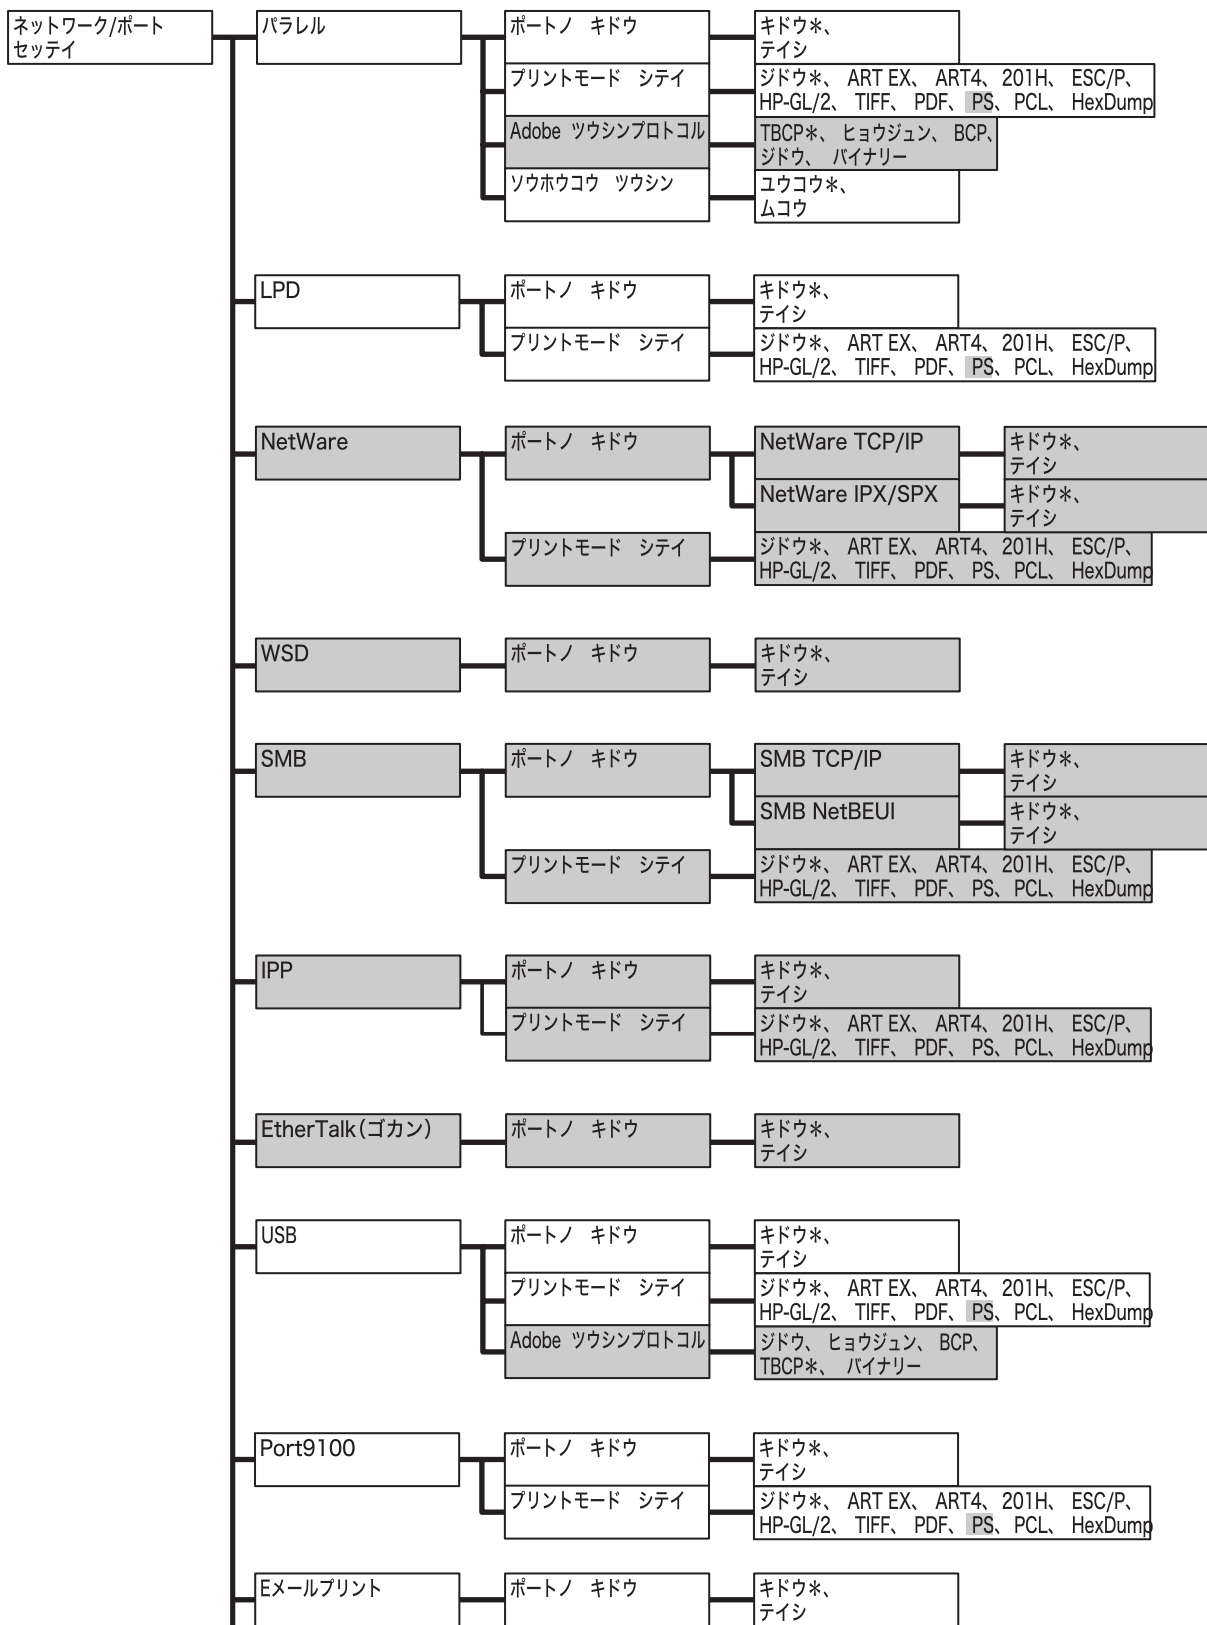 ネットワーク/ポート
セッテイ
パラレル
ポートノ　キドウ
キドウ＊、
テイシ
プリントモード　シテイ
ジドウ＊、 ART EX、 ART4、 201H、 ESC/P、
HP-GL/2、 TIFF、 PDF、 PS、 PCL、 HexDump
Adobe ツウシンプロトコル
TBCP＊、 ヒョウジュン、 BCP、
ジドウ、 バイナリー
ソウホウコウ　ツウシン
ユウコウ＊、
ムコウ
LPD
ポートノ　キドウ
キドウ＊、
テイシ
プリントモード　シテイ
ジドウ＊、 ART EX、 ART4、 201H、 ESC/P、
HP-GL/2、 TIFF、 PDF、 PS、 PCL、 HexDump
NetWare
ポートノ　キドウ
NetWare TCP/IP
キドウ＊、
テイシ
NetWare IPX/SPX
キドウ＊、
テイシ
プリントモード　シテイ
ジドウ＊、 ART EX、 ART4、 201H、 ESC/P、
HP-GL/2、 TIFF、 PDF、 PS、 PCL、 HexDump
WSD
ポートノ　キドウ
キドウ＊、
テイシ
SMB
ポートノ　キドウ
SMB TCP/IP
キドウ＊、
テイシ
SMB NetBEUI
キドウ＊、
テイシ
プリントモード　シテイ
ジドウ＊、 ART EX、 ART4、 201H、 ESC/P、
HP-GL/2、 TIFF、 PDF、 PS、 PCL、 HexDump
IPP
ポートノ　キドウ
キドウ＊、
テイシ
プリントモード　シテイ
ジドウ＊、 ART EX、 ART4、 201H、 ESC/P、
HP-GL/2、 TIFF、 PDF、 PS、 PCL、 HexDump
EtherTalk（ゴカン）
ポートノ　キドウ
キドウ＊、
テイシ
USB
ポートノ　キドウ
キドウ＊、
テイシ
プリントモード　シテイ
ジドウ＊、 ART EX、 ART4、 201H、 ESC/P、
HP-GL/2、 TIFF、 PDF、 PS、 PCL、 HexDump
Adobe ツウシンプロトコル
ジドウ、 ヒョウジュン、 BCP、
TBCP＊、 バイナリー
Port9100
ポートノ　キドウ
キドウ＊、
テイシ
プリントモード　シテイ
ジドウ＊、 ART EX、 ART4、 201H、 ESC/P、
HP-GL/2、 TIFF、 PDF、 PS、 PCL、 HexDump
Eメールプリント
ポートノ　キドウ
キドウ＊、
テイシ